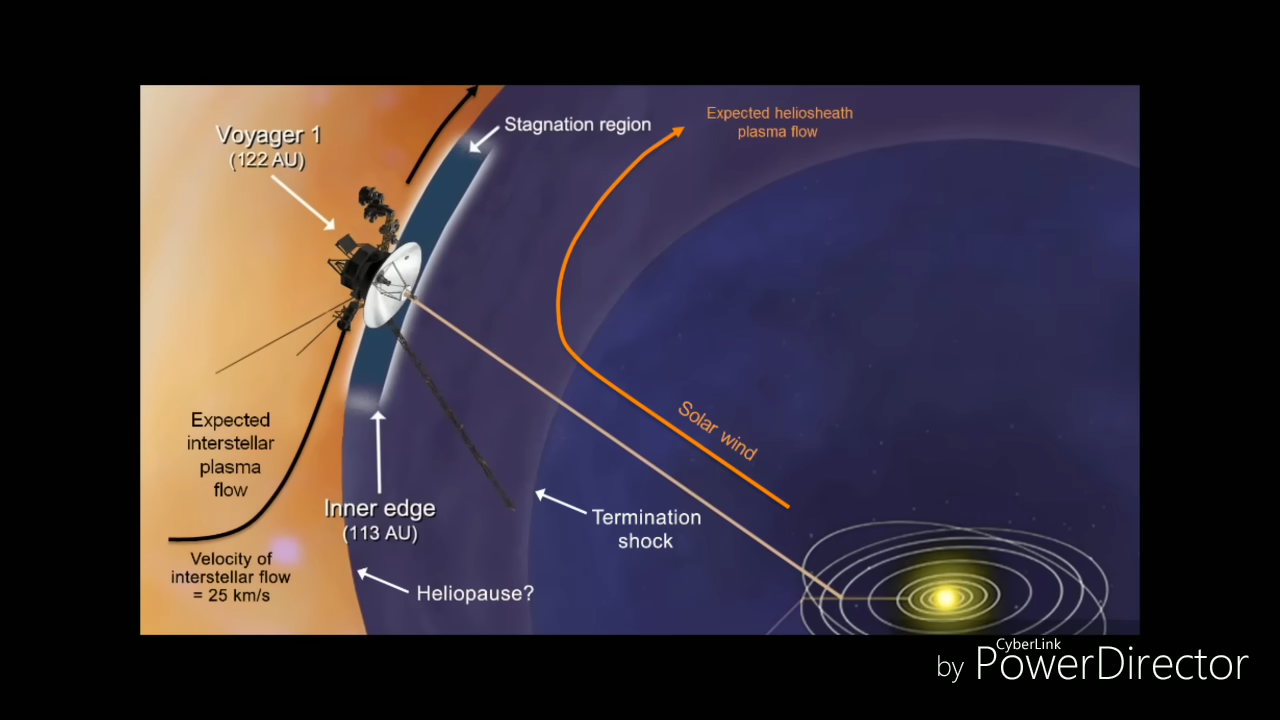 Voyager 1
(122 AU)
Stagnation region
Expected heliosheath
plasma flow
Solar wind
Expected
interstellar
plasma
flow
Inner edge
(113 AU)
Termination
shock
Velocity of
interstellar flow
= 25 km/s
Heliopause?
CyberLink
by PowerDirector